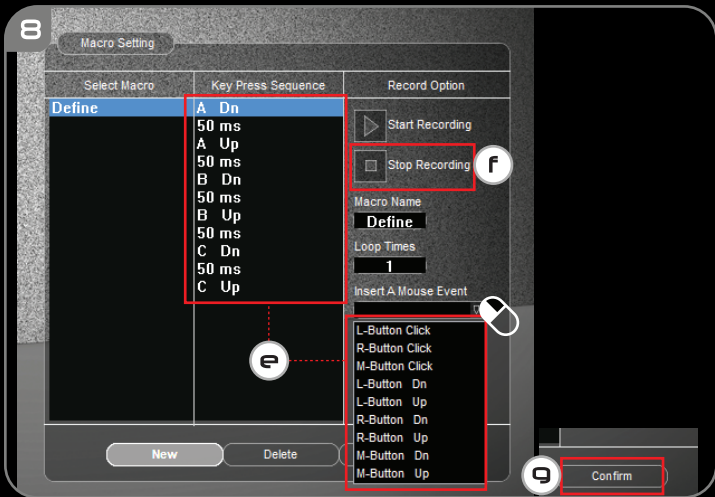 8
Macro Setting
Select Macro
Key Press Sequence
Record Option
Define
A Dn
50 ms
A Up
50 ms
B Dn
50 ms
B Up
50 ms
C Dn
50 ms
C Up
Start Recording
Stop Recording
f
Macro Name
Define
Loop Times
1
Insert A Mouse Event
e
L-Button Click
R-Button Click
M-Button Click
L-Button Dn
L-Button Up
R-Button Dn
R-Button Up
M-Button Dn
M-Button Up
New
Delete
g
Confirm